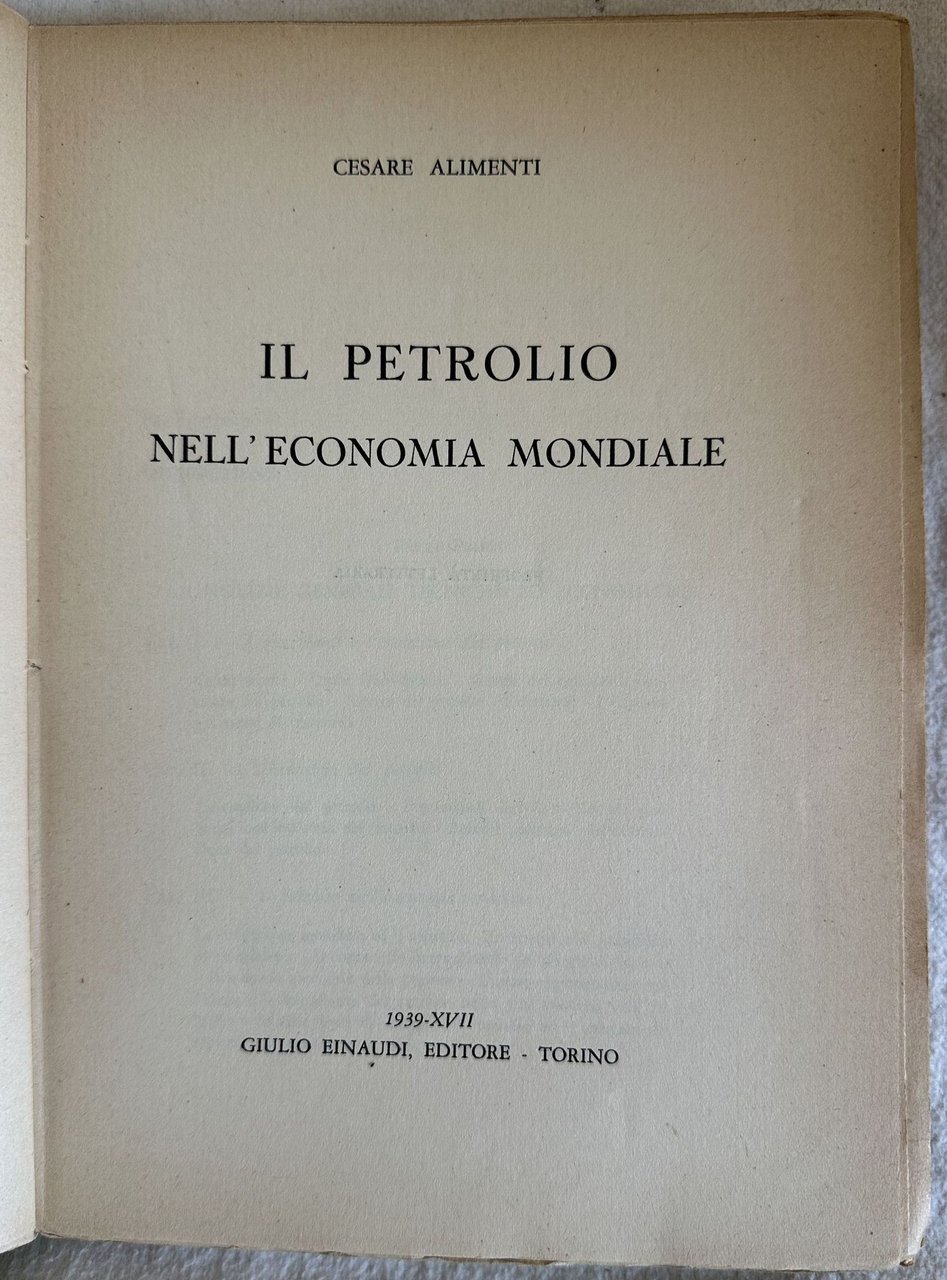 CESARE ALIMENTI
IL PETROLIO
NELL'ECONOMIA MONDIALE
1939-XVII
GIULIO EINAUDI, EDITORE - TORINO